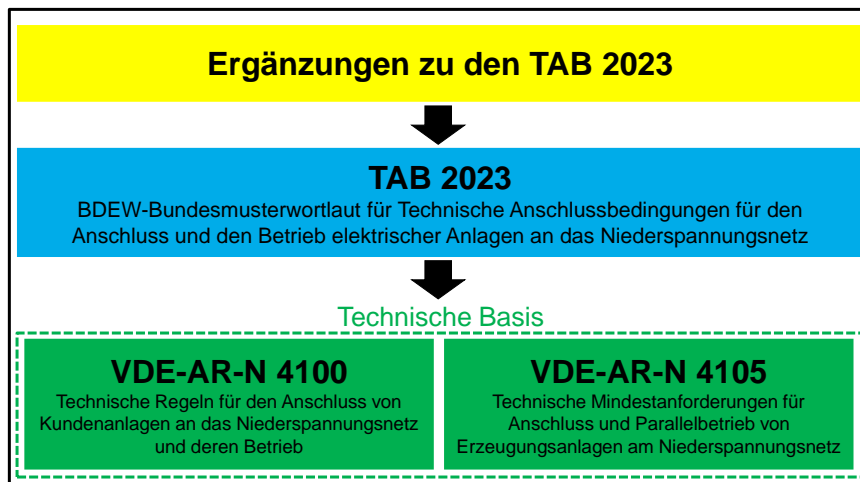 Ergänzungen zu den TAB 2023
TAB 2023
BDEW-Bundesmusterwortlaut für Technische Anschlussbedingungen für den
Anschluss und den Betrieb elektrischer Anlagen an das Niederspannungsnetz
Technische Basis
VDE-AR-N 4100
Technische Regeln für den Anschluss von
Kundenanlagen an das Niederspannungsnetz
und deren Betrieb
VDE-AR-N 4105
Technische Mindestanforderungen für
Anschluss und Parallelbetrieb von
Erzeugungsanlagen am Niederspannungsnetz